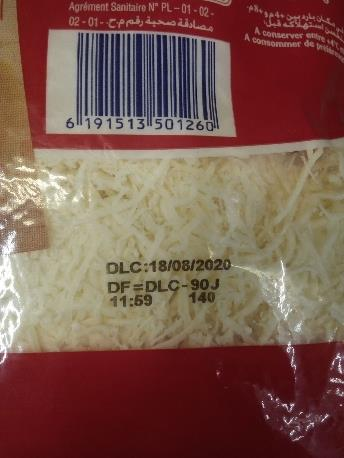 Agrément Sanitaire N° PL - 01 - 02 -
02 - 01 - مصادقة صحية رقم م.ح.
A conserver entre +4°
A consommer de
6 191513 501260
DLC:18/08/2020
DF=DLC-90J
11:59 140